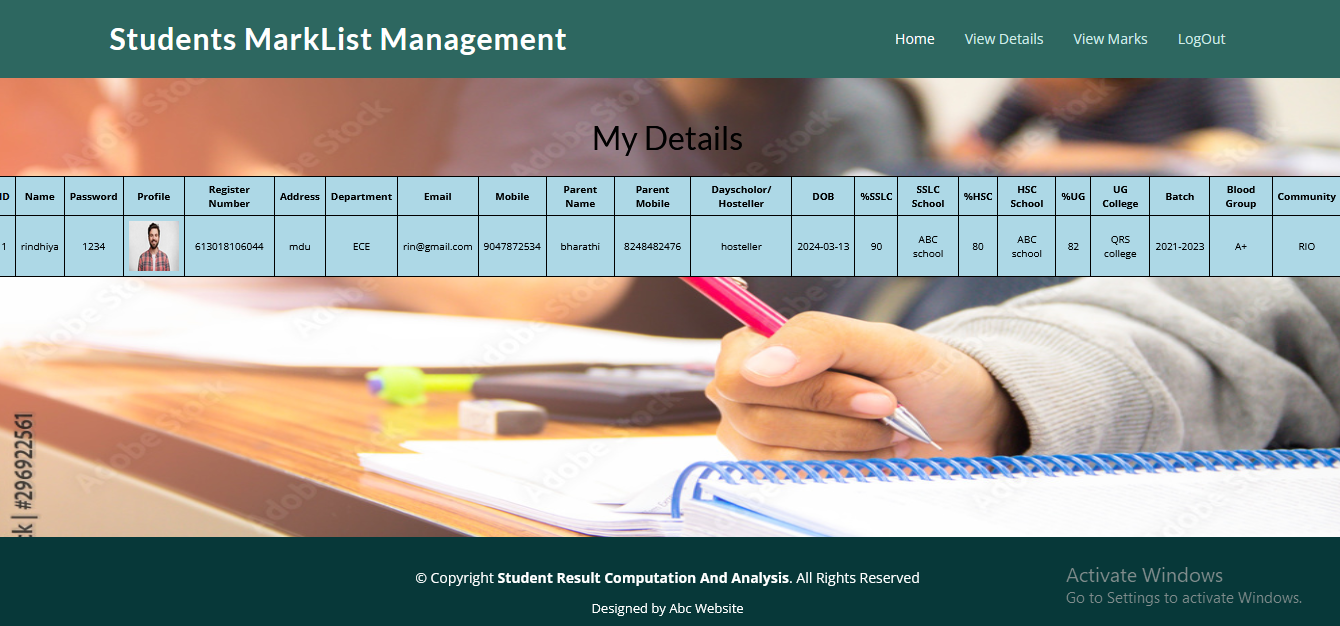 Students MarkList Management
Home View Details View Marks LogOut
My Details
ID Name Password Profile Register Number Address Department Email Mobile Parent Name Parent Mobile Dayscholor/ Hosteller DOB %SSLC SSLC School %HSC HSC School %UG UG College Batch Blood Group Community
1 rindhiya 1234 613018106044 mdu ECE rin@gmail.com 9047872534 bharathi 8248482476 hosteller 2024-03-13 90 ABC school 80 ABC school 82 QRS college 2021-2023 A+ RIO
Adobe Stock
ck | #296922561
© Copyright Student Result Computation And Analysis. All Rights Reserved
Designed by Abc Website
Activate Windows
Go to Settings to activate Windows.